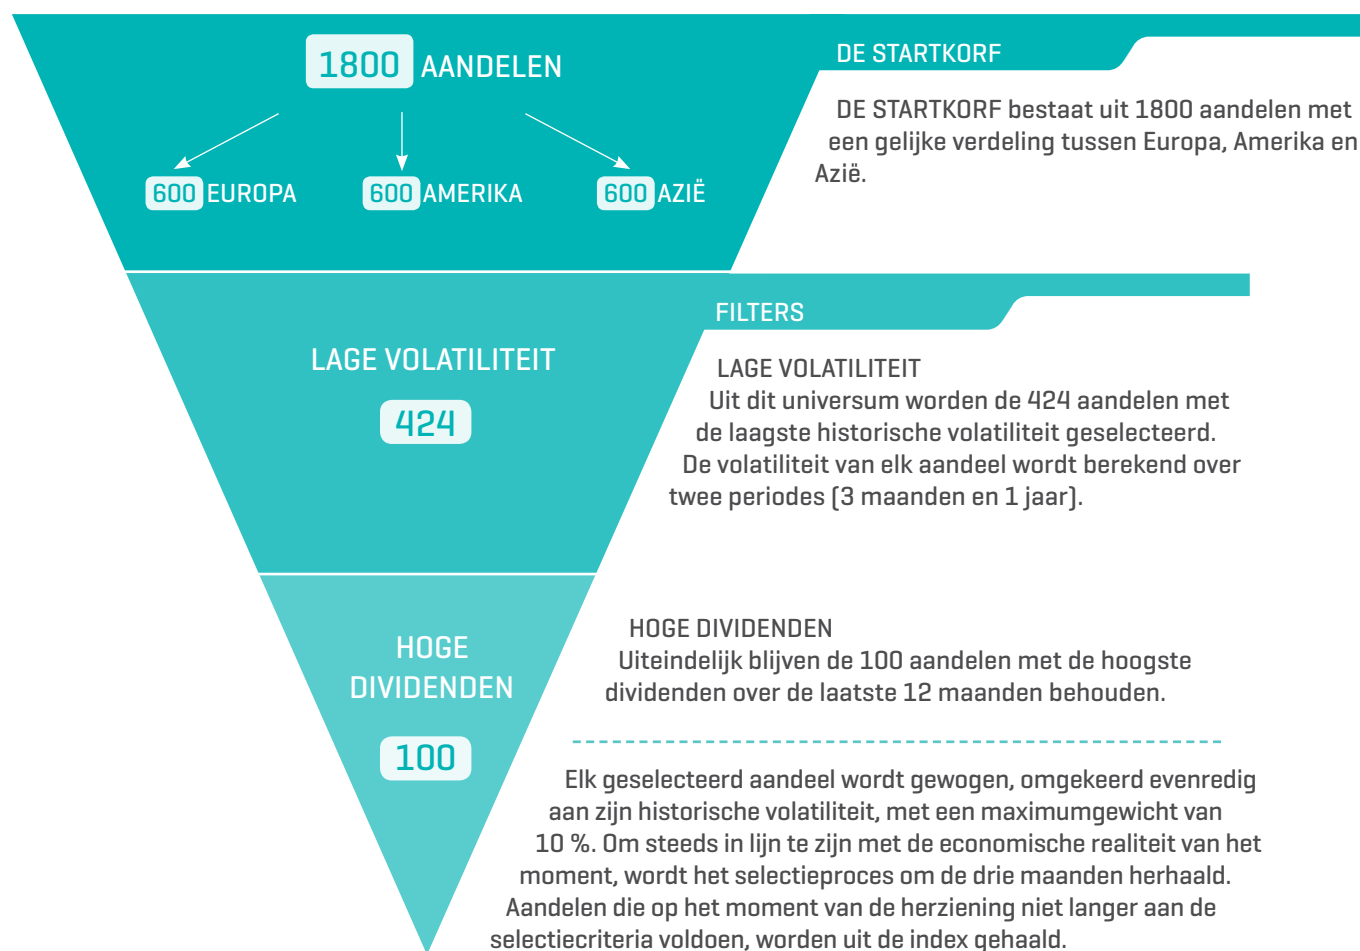 1800 AANDELEN
600 EUROPA
600 AMERIKA
600 AZIË
DE STARTKORF
DE STARTKORF bestaat uit 1800 aandelen met
een gelijke verdeling tussen Europa, Amerika en
Azië.
LAGE VOLATILITEIT
424
FILTERS
LAGE VOLATILITEIT
Uit dit universum worden de 424 aandelen met
de laagste historische volatiliteit geselecteerd.
De volatiliteit van elk aandeel wordt berekend over
twee periodes (3 maanden en 1 jaar).
HOGE
DIVIDENDEN
100
HOGE DIVIDENDEN
Uiteindelijk blijven de 100 aandelen met de hoogste
dividenden over de laatste 12 maanden behouden.
Elk geselecteerd aandeel wordt gewogen, omgekeerd evenredig
aan zijn historische volatiliteit, met een maximumgewicht van
10 %. Om steeds in lijn te zijn met de economische realiteit van het
moment, wordt het selectieproces om de drie maanden herhaald.
Aandelen die op het moment van de herziening niet langer aan de
selectiecriteria voldoen, worden uit de index gehaald.